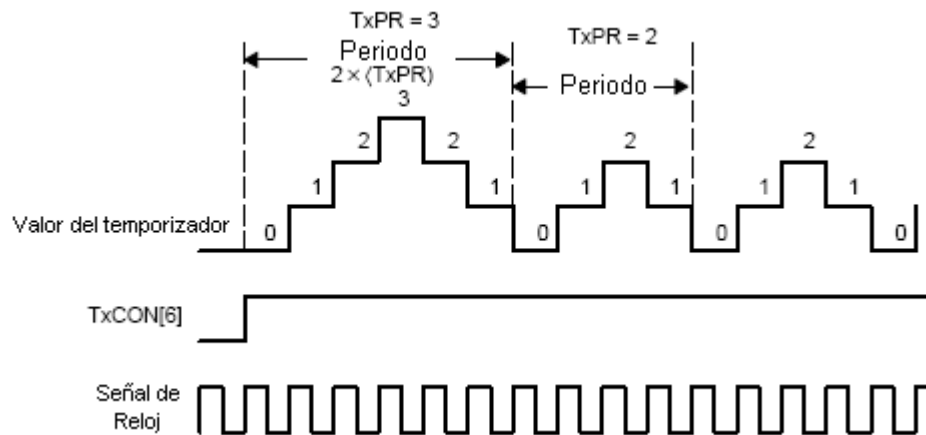 TxPR = 3
Periodo
2 × (TxPR)
TxPR = 2
Periodo
3
2 2 2 2
1 1 1 1 1 1
Valor del temporizador
0 0 0 0
TxCON[6]
Señal de
Reloj